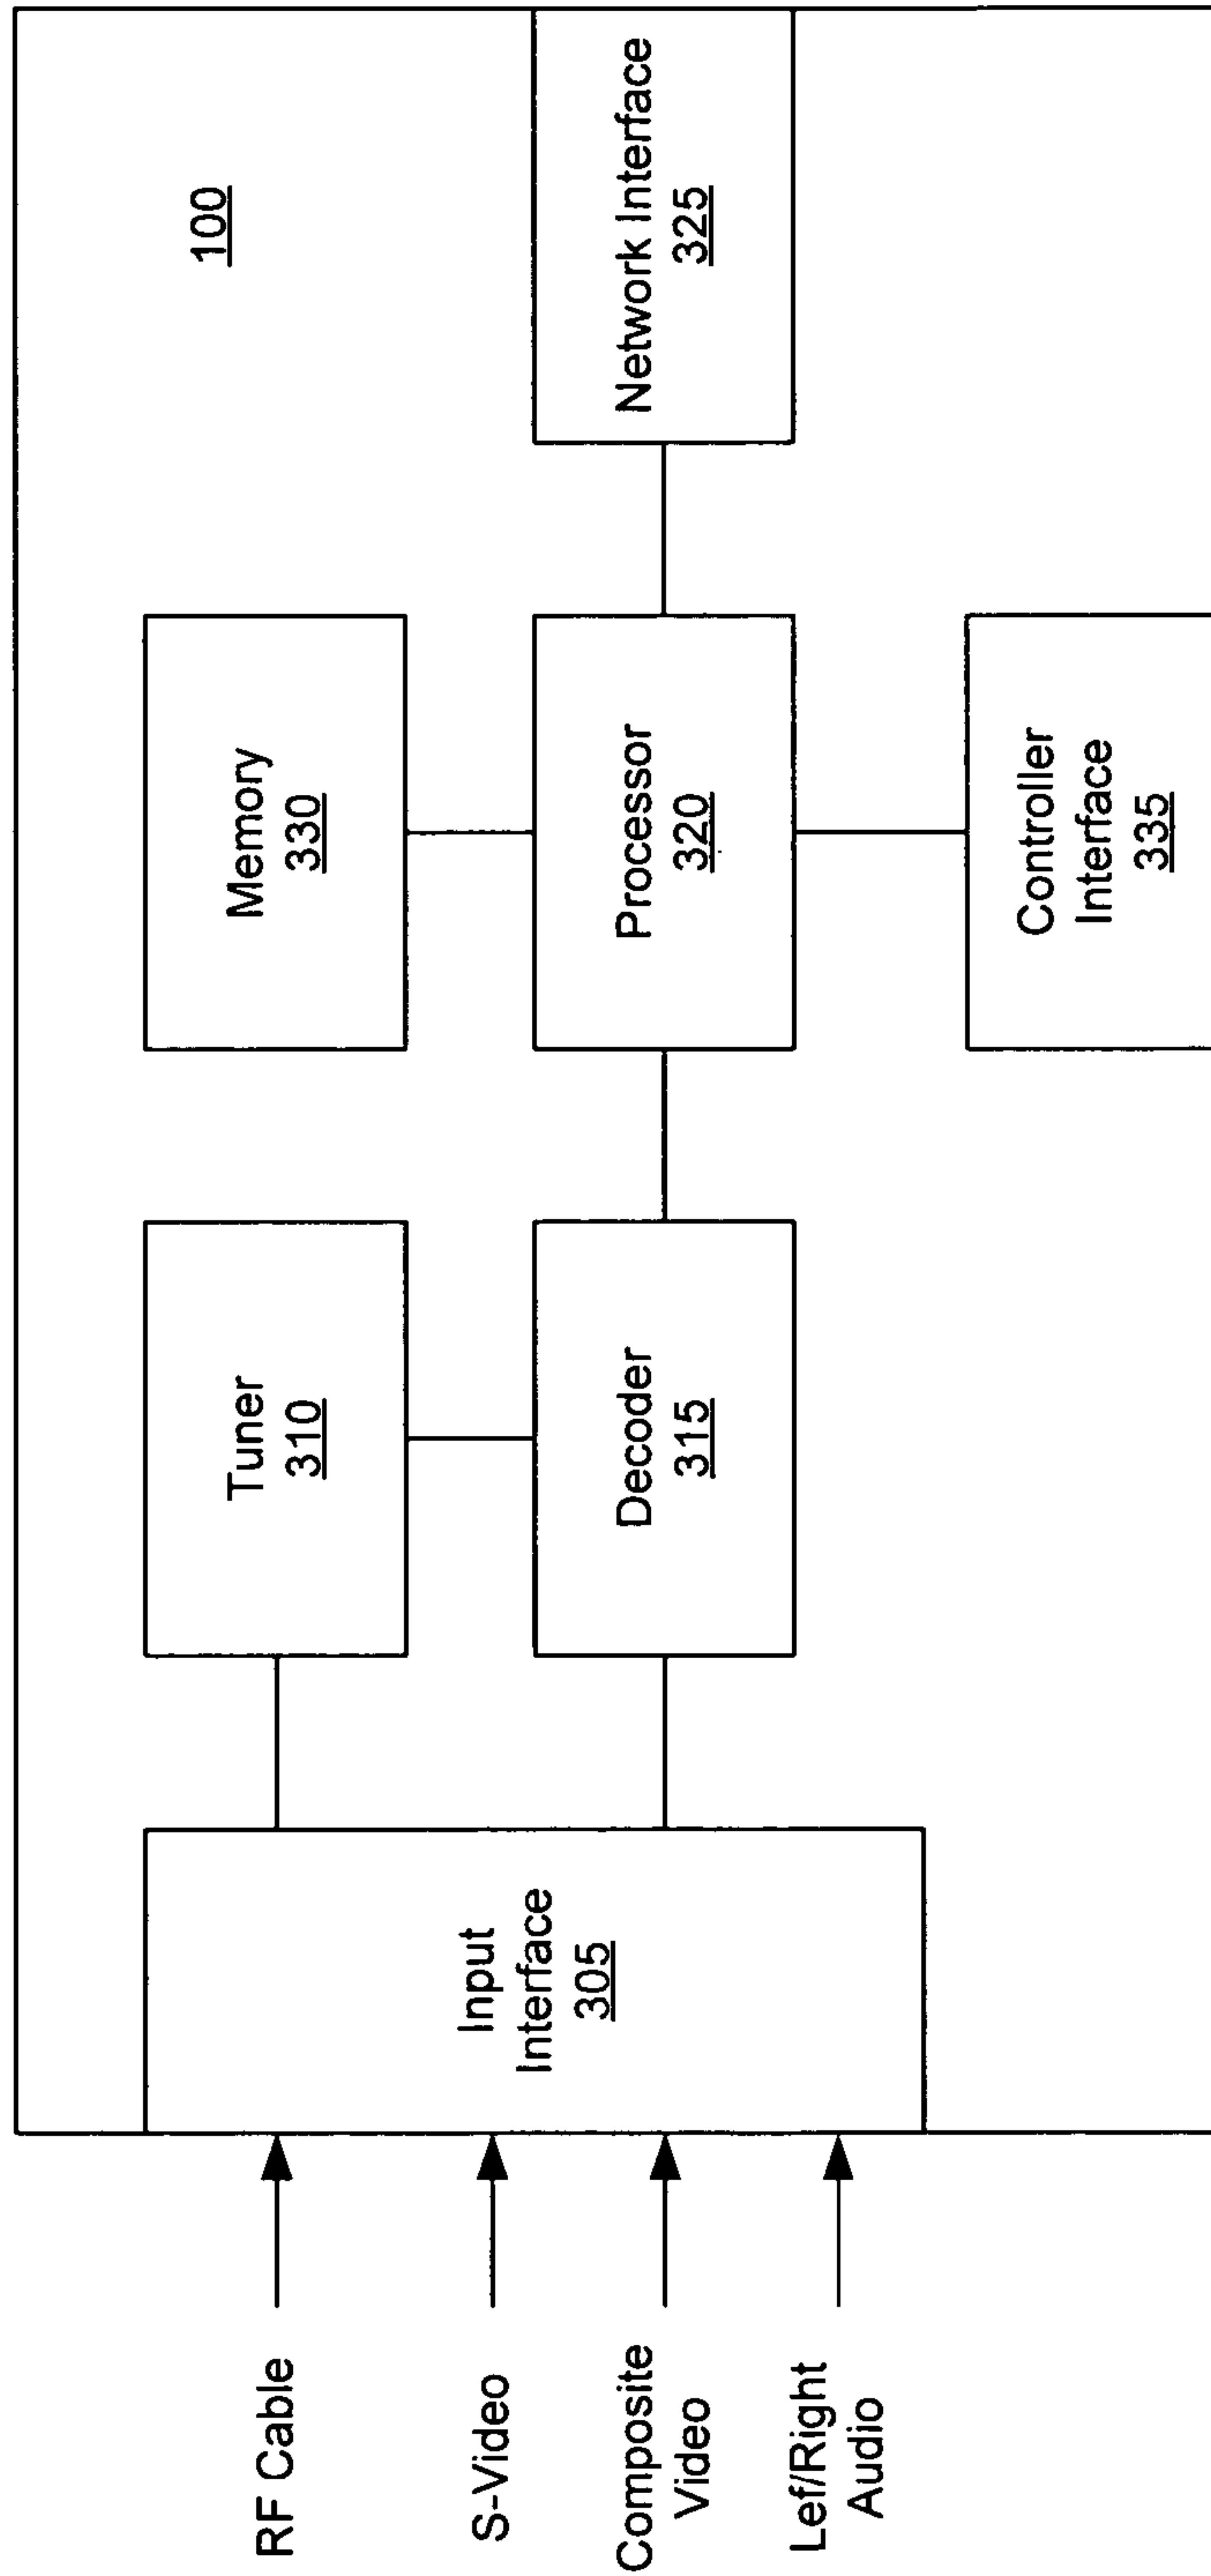 RF Cable
S-Video
Composite
Video
Lef/Right
Audio
Input
Interface
305
Tuner
310
Decoder
315
Memory
330
Processor
320
Controller
Interface
335
100
Network Interface
325